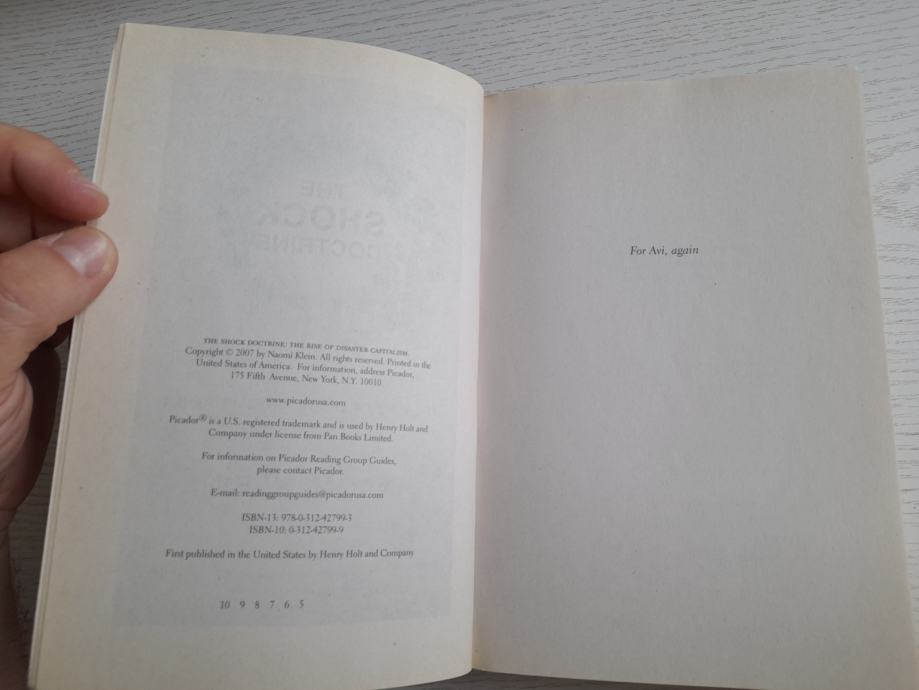 THE SHOCK DOCTRINE: THE RISE OF DISASTER CAPITALISM.
Copyright © 2007 by Naomi Klein. All rights reserved. Printed in the
United States of America. For information, address Picador,
175 Fifth Avenue, New York, N.Y. 10010.
www.picadorusa.com
Picador® is a U.S. registered trademark and is used by Henry Holt and
Company under license from Pan Books Limited.
For information on Picador Reading Group Guides,
please contact Picador.
E-mail: readinggroupguides@picadorusa.com
ISBN-13: 978-0-312-42799-3
ISBN-10: 0-312-42799-9
First published in the United States by Henry Holt and Company
10 9 8 7 6 5
For Avi, again
THE
SHOCK
DOCTRINE